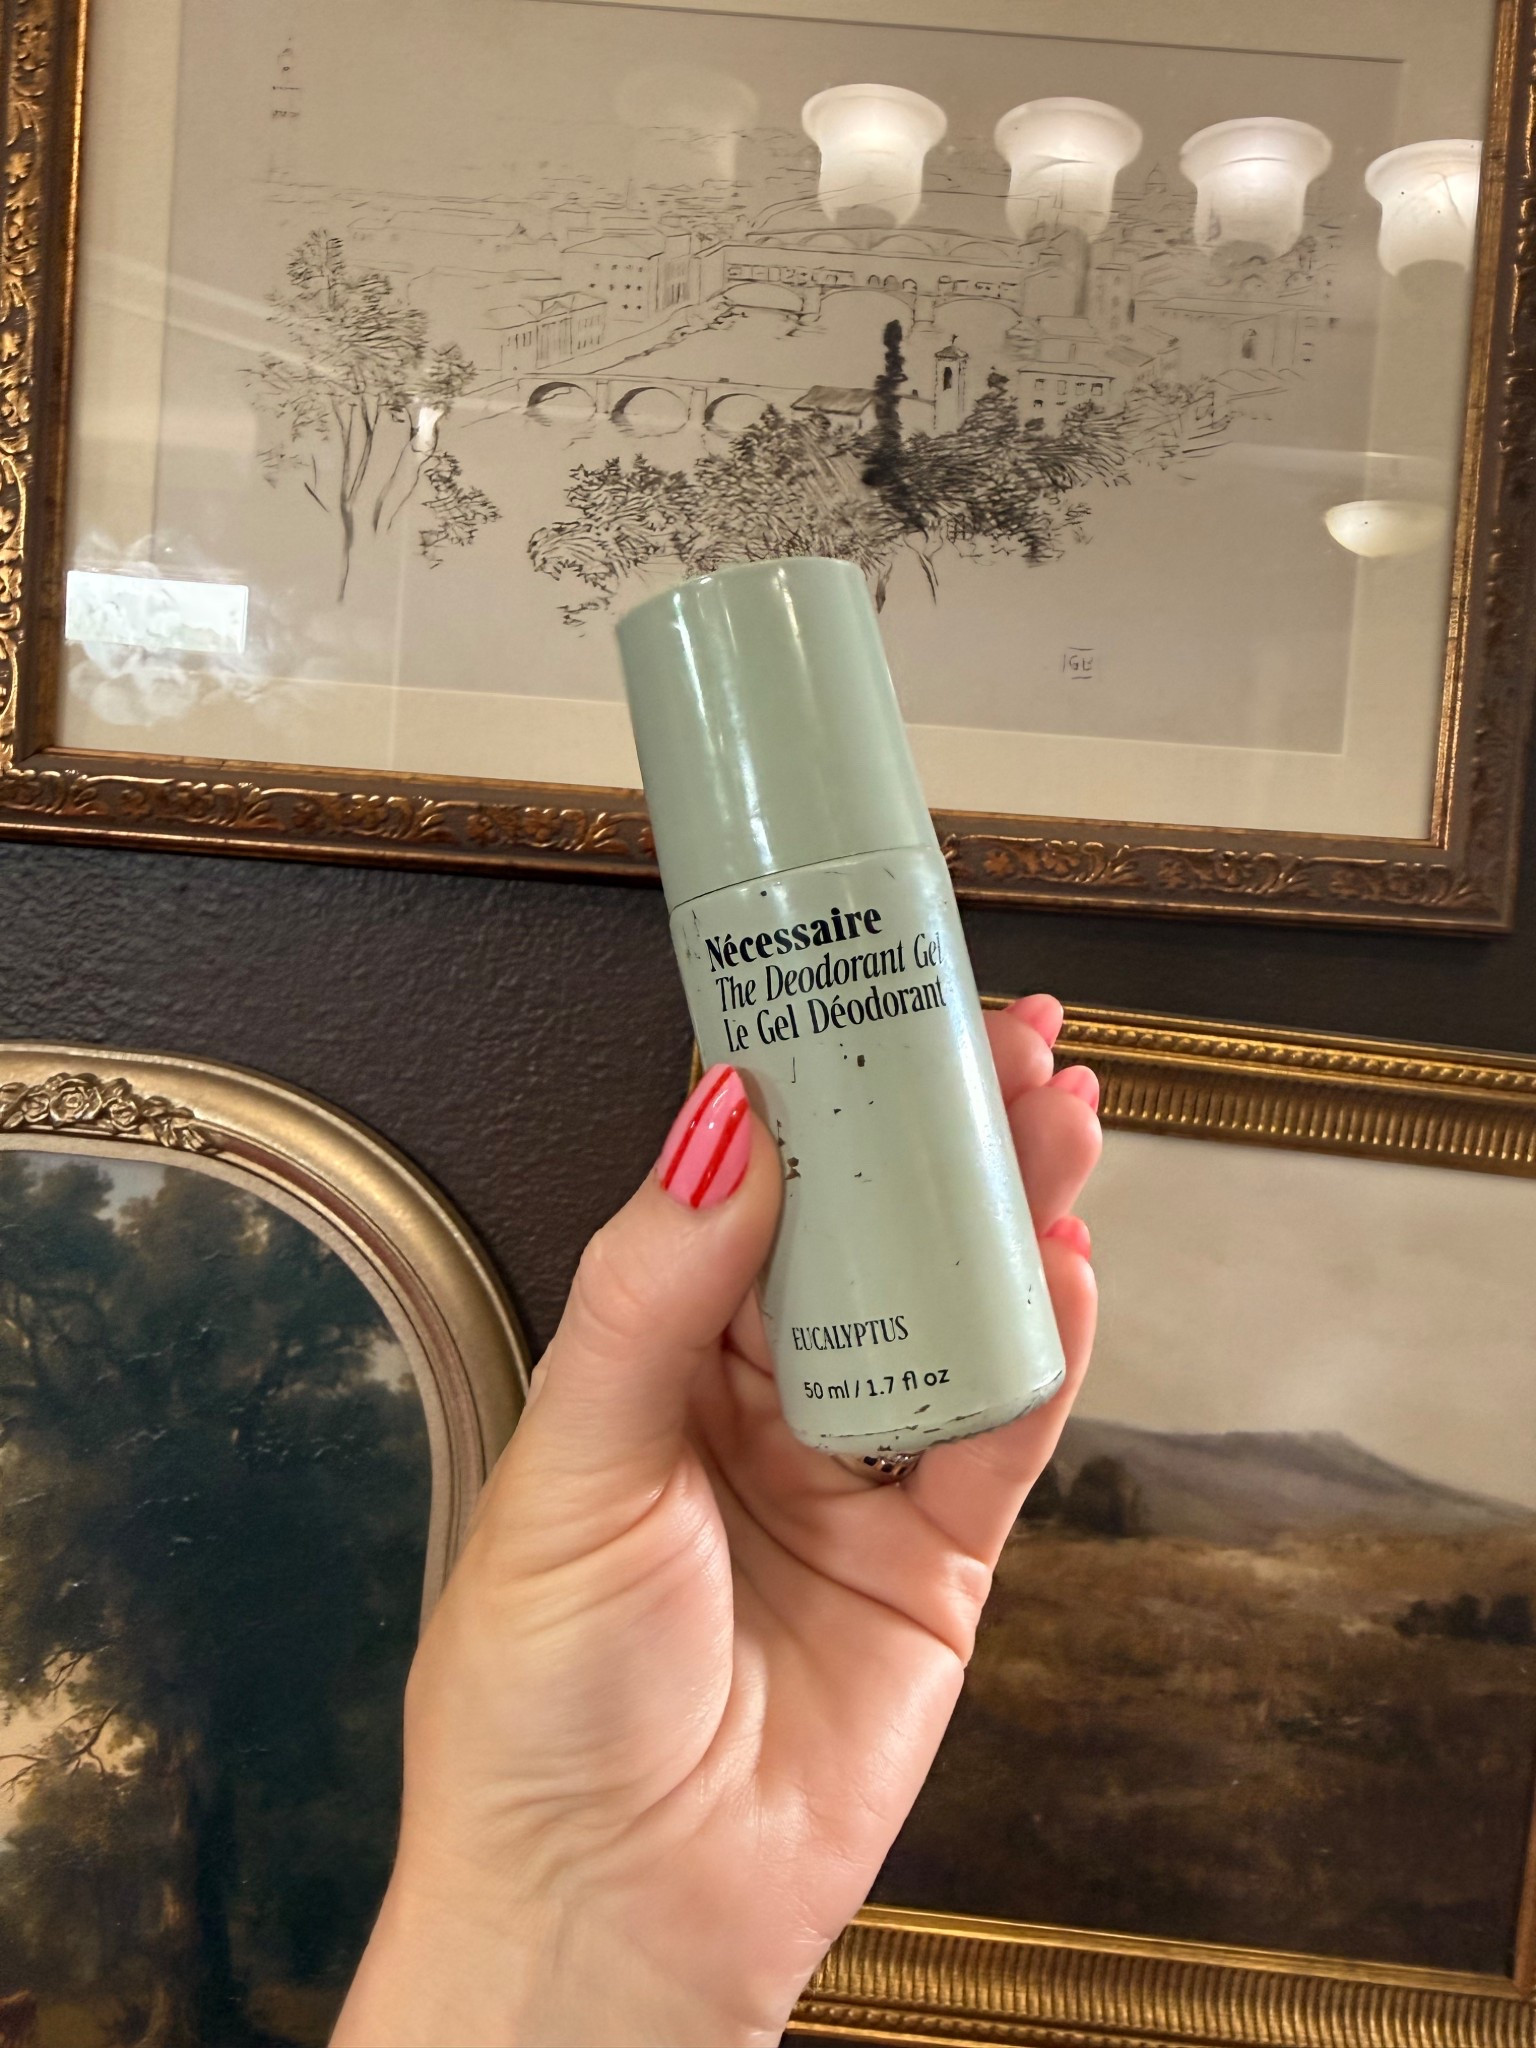 Nécessaire
The Deodorant Gel
Le Gel Déodorant
EUCALYPTUS
50 ml / 1.7 fl oz